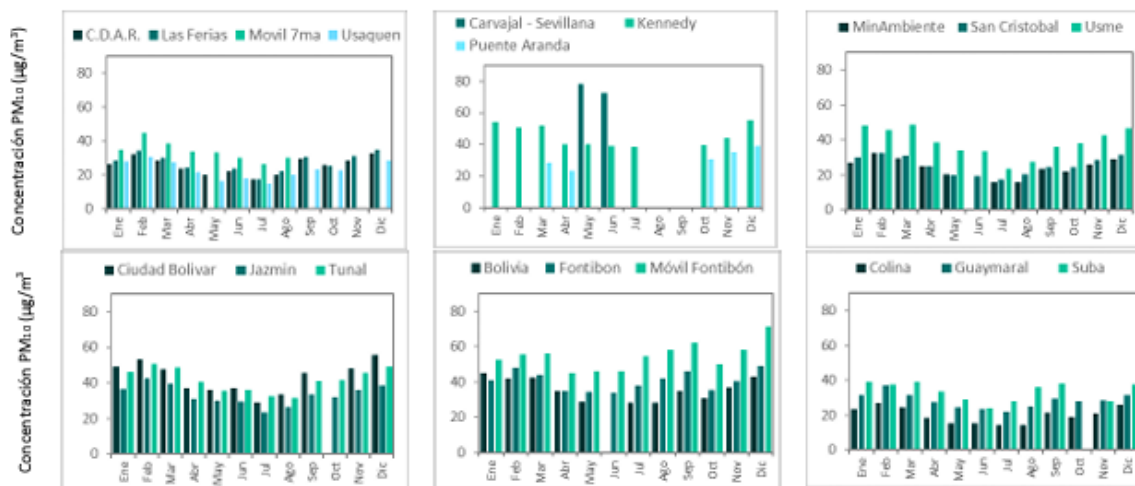 Concentración PM₁₀ (µg/m³)
C.D.A.R. Las Ferias Movil 7ma Usaquen
80
60
40
20
0
Ene Feb Mar Abr May Jun Jul Ago Sep Oct Nov Dic
Carvajal - Sevillana Kennedy
Puente Aranda
80
60
40
20
0
Ene Feb Mar Abr May Jun Jul Ago Sep Oct Nov Dic
MinAmbiente San Cristobal Usme
80
60
40
20
0
Ene Feb Mar Abr May Jun Jul Ago Sep Oct Nov Dic
Concentración PM₁₀ (µg/m³
Ciudad Bolivar Jazmin Tunal
80
60
40
20
0
Ene Feb Mar Abr May Jun Jul Ago Sep Oct Nov Dic
Bolivia Fontibon Móvil Fontibón
80
60
40
20
0
Ene Feb Mar Abr May Jun Jul Ago Sep Oct Nov Dic
Colina Guaymaral Suba
80
60
40
20
0
Ene Feb Mar Abr May Jun Jul Ago Sep Oct Nov Dic